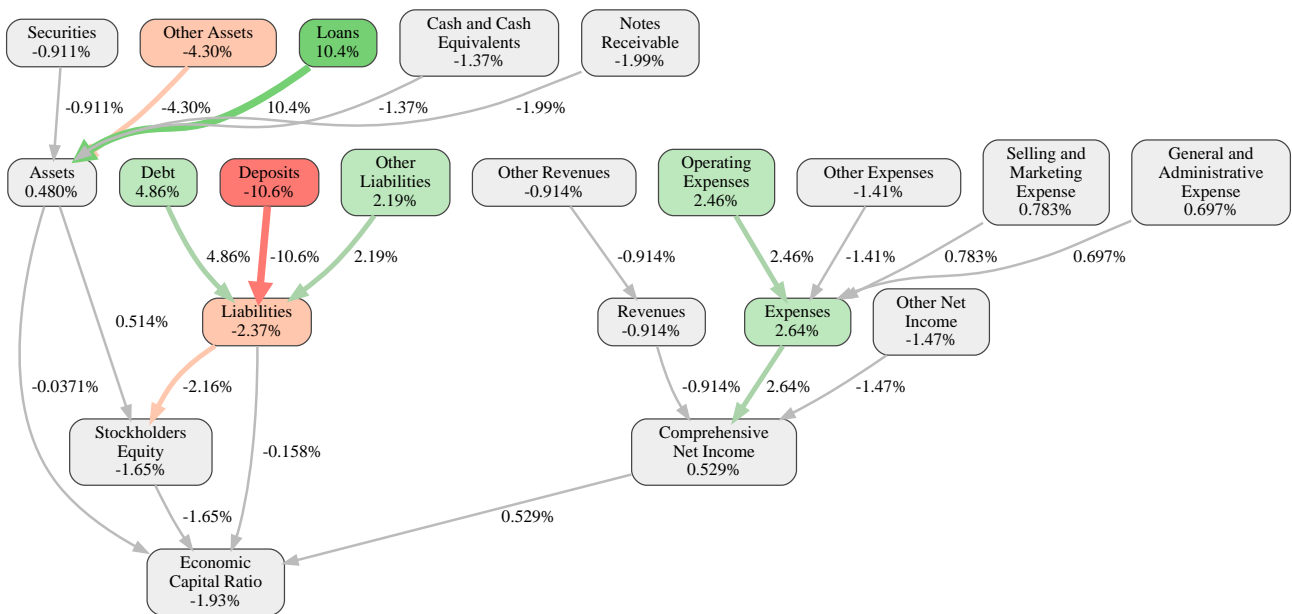 Securities
-0.911%
Other Assets
-4.30%
Loans
10.4%
Cash and Cash
Equivalents
-1.37%
Notes
Receivable
-1.99%
-0.911%
-4.30%
10.4%
-1.37%
-1.99%
Assets
0.480%
Debt
4.86%
Deposits
-10.6%
Other
Liabilities
2.19%
Other Revenues
-0.914%
Operating
Expenses
2.46%
Other Expenses
-1.41%
Selling and
Marketing
Expense
0.783%
General and
Administrative
Expense
0.697%
4.86%
-10.6%
2.19%
-0.914%
2.46%
-1.41%
0.783%
0.697%
0.514%
Liabilities
-2.37%
Revenues
-0.914%
Expenses
2.64%
Other Net
Income
-1.47%
-0.0371%
-2.16%
-0.914%
2.64%
-1.47%
Stockholders
Equity
-1.65%
-0.158%
Comprehensive
Net Income
0.529%
-1.65%
0.529%
Economic
Capital Ratio
-1.93%